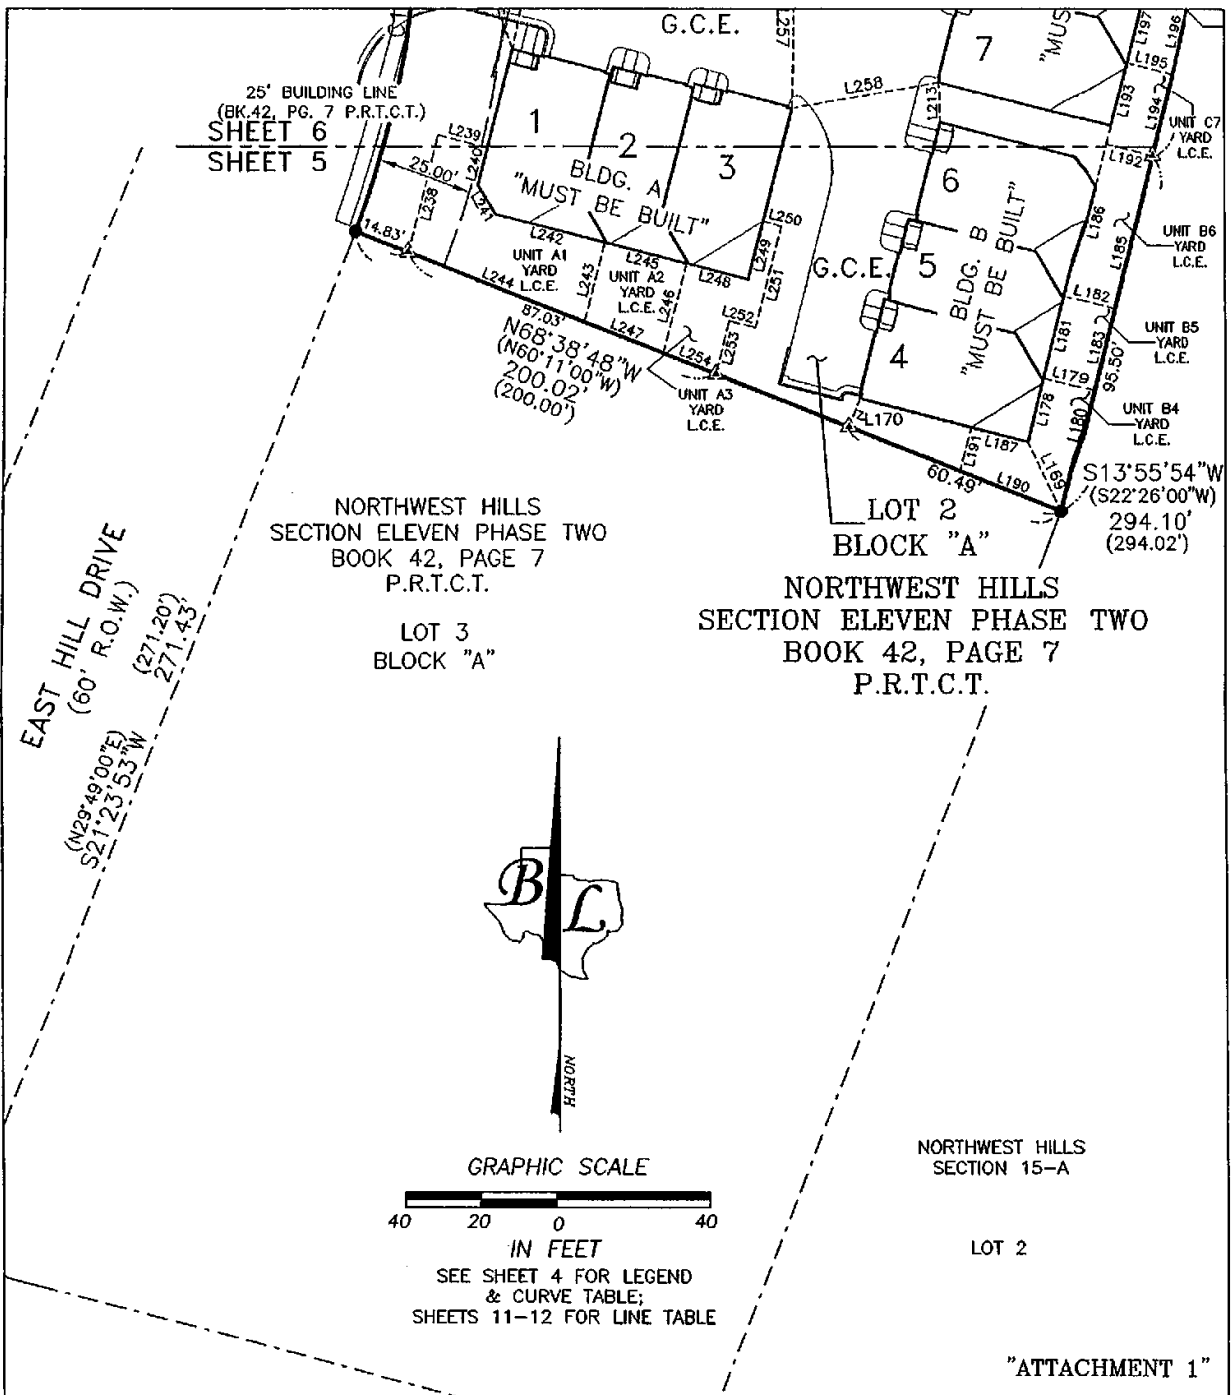 G.C.E.
L257
7
"MUS
L197
L196
L195
L194
L193
25' BUILDING LINE
(BK.42, PG. 7 P.R.T.C.T.)
SHEET 6
SHEET 5
L239
L240
25.00'
L238
L241
14.83'
1
2
3
BLDG. A
"MUST BE BUILT"
L258
L213
UNIT C7
YARD
L.C.E.
L192
6
5
4
BLDG. B
"MUST BE BUILT"
L186
L185
UNIT B6
YARD
L.C.E.
L250
L249
L251
G.C.E.
L242
UNIT A1
YARD
L.C.E.
L243
L245
UNIT A2
YARD
L.C.E.
L246
L248
L244
87.03'
L247
L252
L253
L254
N68°38'48"W
(N60°11'00"W)
200.02'
(200.00')
UNIT A3
YARD
L.C.E.
L182
L181
L183
95.50'
UNIT B5
YARD
L.C.E.
L179
L178
L180
UNIT B4
YARD
L.C.E.
L170
L187
L191
L190
L169
60.49'
S13°55'54"W
(S22°26'00"W)
294.10'
(294.02')
LOT 2
BLOCK "A"
NORTHWEST HILLS
SECTION ELEVEN PHASE TWO
BOOK 42, PAGE 7
P.R.T.C.T.
NORTHWEST HILLS
SECTION ELEVEN PHASE TWO
BOOK 42, PAGE 7
P.R.T.C.T.
LOT 3
BLOCK "A"
EAST HILL DRIVE
(60' R.O.W.)
(271.20')
271.43'
(N29°49'00"E)
S21°23'53"W
B L
NORTH
GRAPHIC SCALE
40 20 0 40
IN FEET
SEE SHEET 4 FOR LEGEND
& CURVE TABLE;
SHEETS 11-12 FOR LINE TABLE
NORTHWEST HILLS
SECTION 15-A
LOT 2
"ATTACHMENT 1"